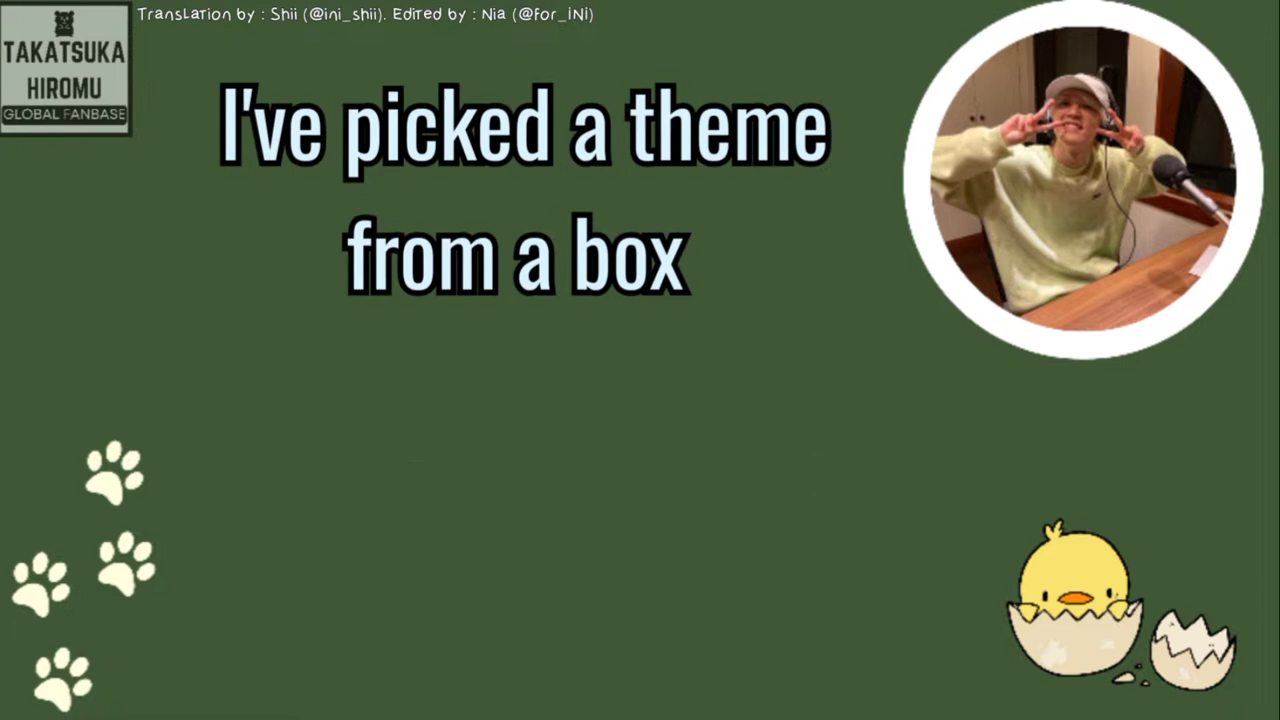 Translation by : Shii (@ini_shii). Edited by : Nia (@for_iNi)
TAKATSUKA
HIROMU
GLOBAL FANBASE
I've picked a theme
from a box